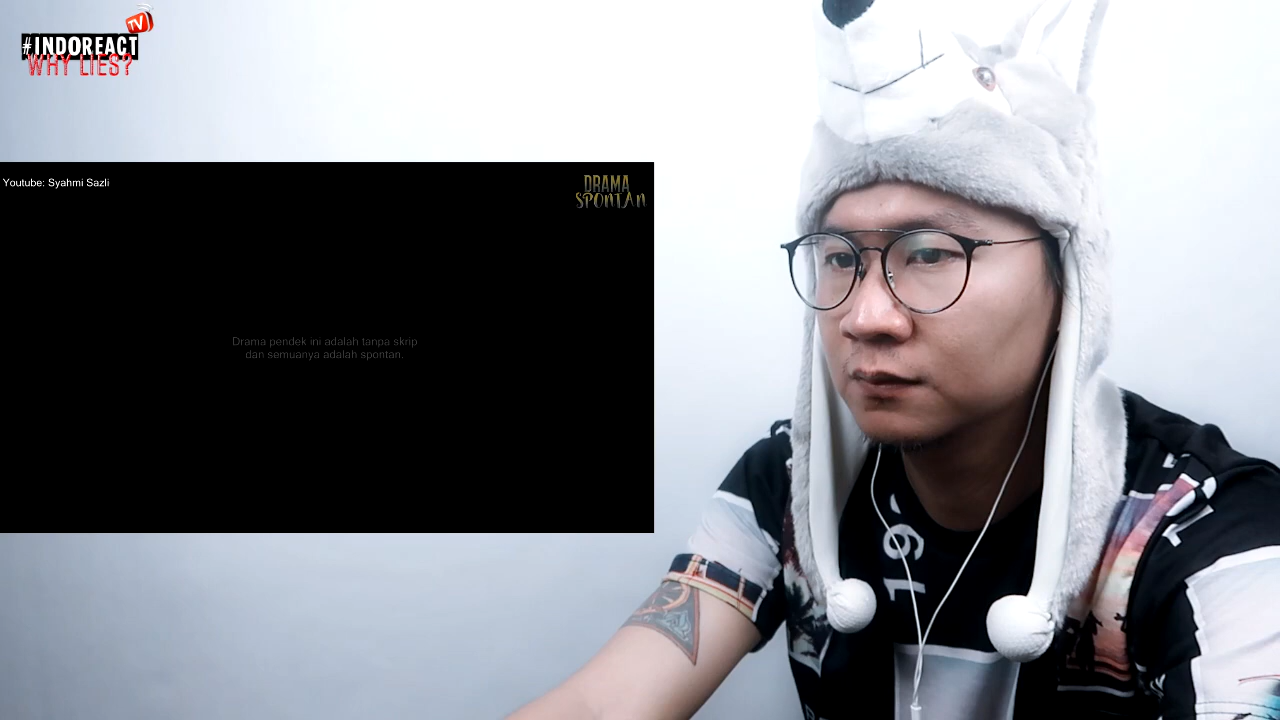 TV
#INDOREACT
WHY LIES?
Youtube: Syahmi Sazli
DRAMA
SPONTAN
Drama pendek ini adalah tanpa skrip
dan semuanya adalah spontan.